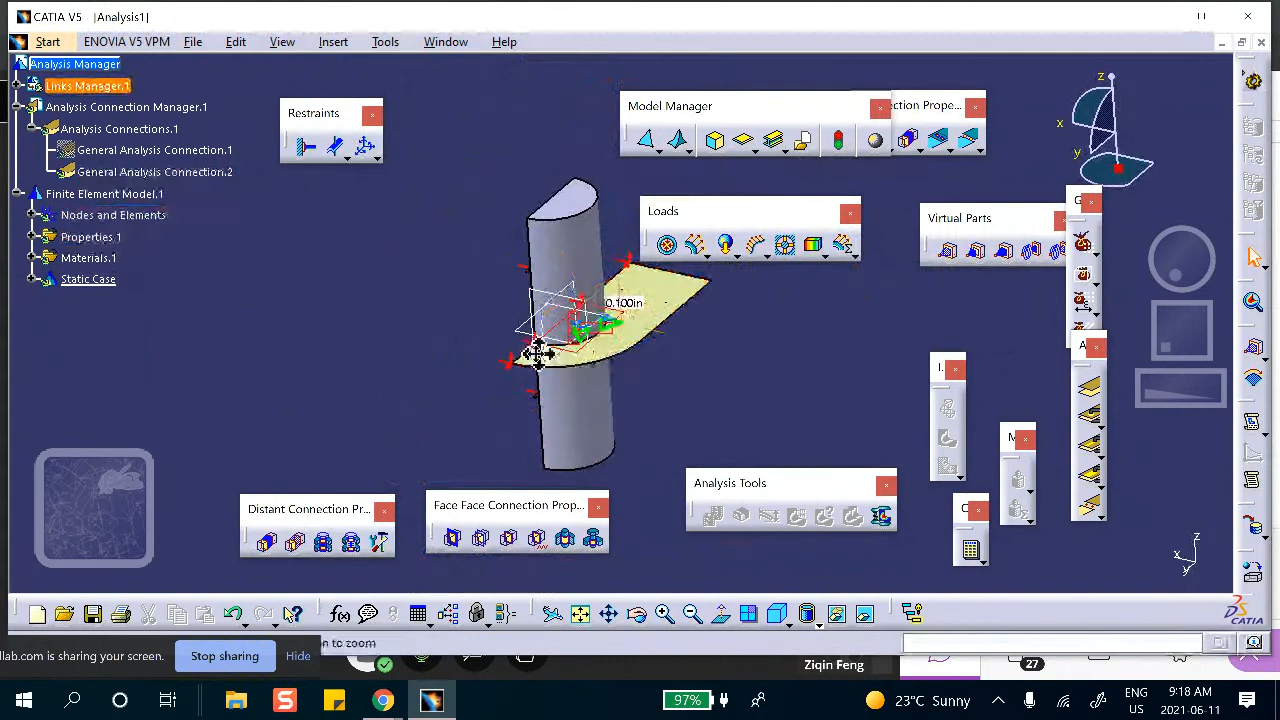 CATIA V5 - [Analysis1]
Start
ENOVIA V5 VPM
File
Edit
View
Insert
Tools
Window
Help
Analysis Manager
Links Manager.1
Analysis Connection Manager.1
Analysis Connections.1
General Analysis Connection.1
General Analysis Connection.2
Finite Element Model.1
Nodes and Elements
Properties.1
Materials.1
Static Case
Restraints
Model Manager
ction Prope...
Loads
Virtual Parts
G
A
I.
M
C
z
x
y
0.100in
Distant Connection Pr...
Face Face Connection Prop...
Analysis Tools
z
x
y
f(x)
CATIA
on to zoom
llab.com is sharing your screen.
Stop sharing
Hide
Ziqin Feng
27
97%
23°C Sunny
ENG
US
9:18 AM
2021-06-11